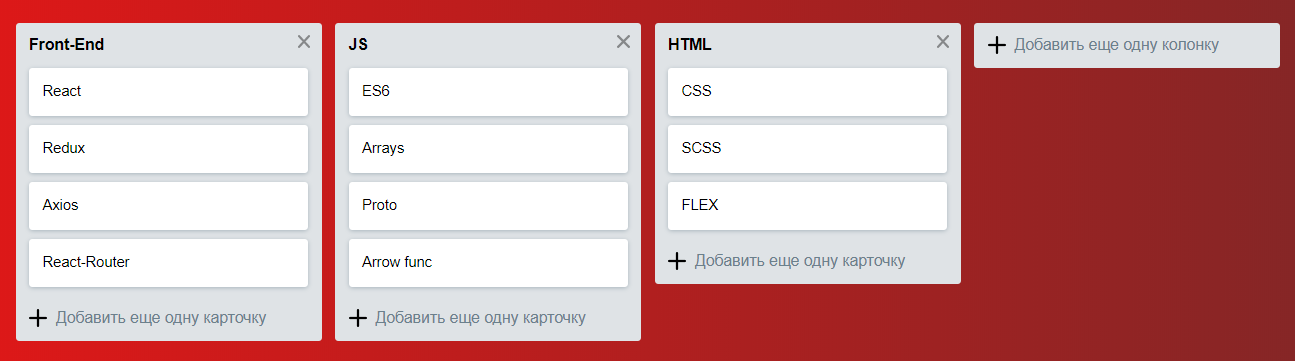 Front-End
React
Redux
Axios
React-Router
Добавить еще одну карточку
JS
ES6
Arrays
Proto
Arrow func
Добавить еще одну карточку
HTML
CSS
SCSS
FLEX
Добавить еще одну карточку
Добавить еще одну колонку